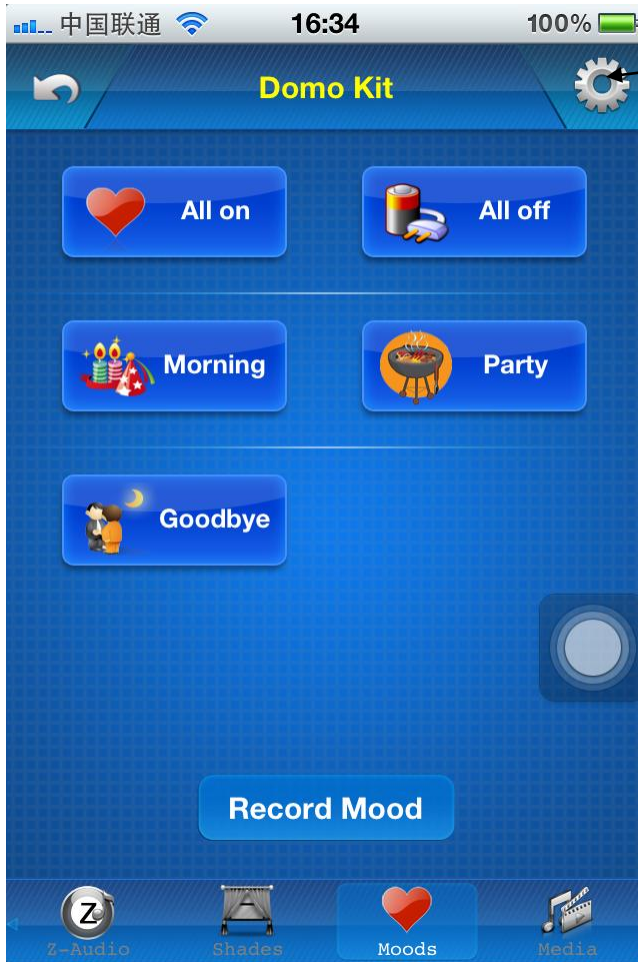 中国联通 16:34 100%
Domo Kit
All on All off
Morning Party
Goodbye
Record Mood
Z
Z-Audio Shades Moods Media